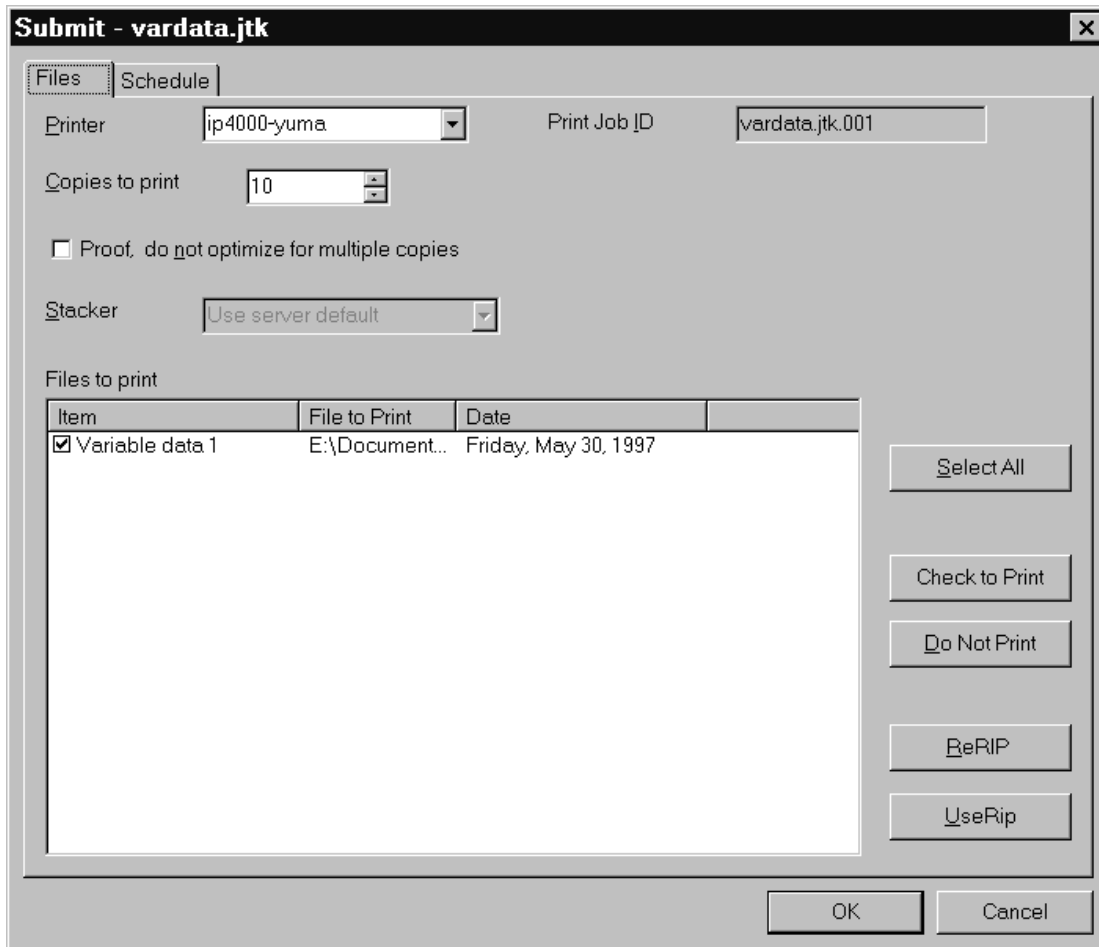 Submit - vardata.jtk
Files Schedule
Printer ip4000-yuma Print Job ID vardata.jtk.001
Copies to print 10
Proof, do not optimize for multiple copies
Stacker Use server default
Files to print
Item File to Print Date
Variable data 1 E:\Document... Friday, May 30, 1997
Select All
Check to Print
Do Not Print
ReRIP
UseRip
OK Cancel